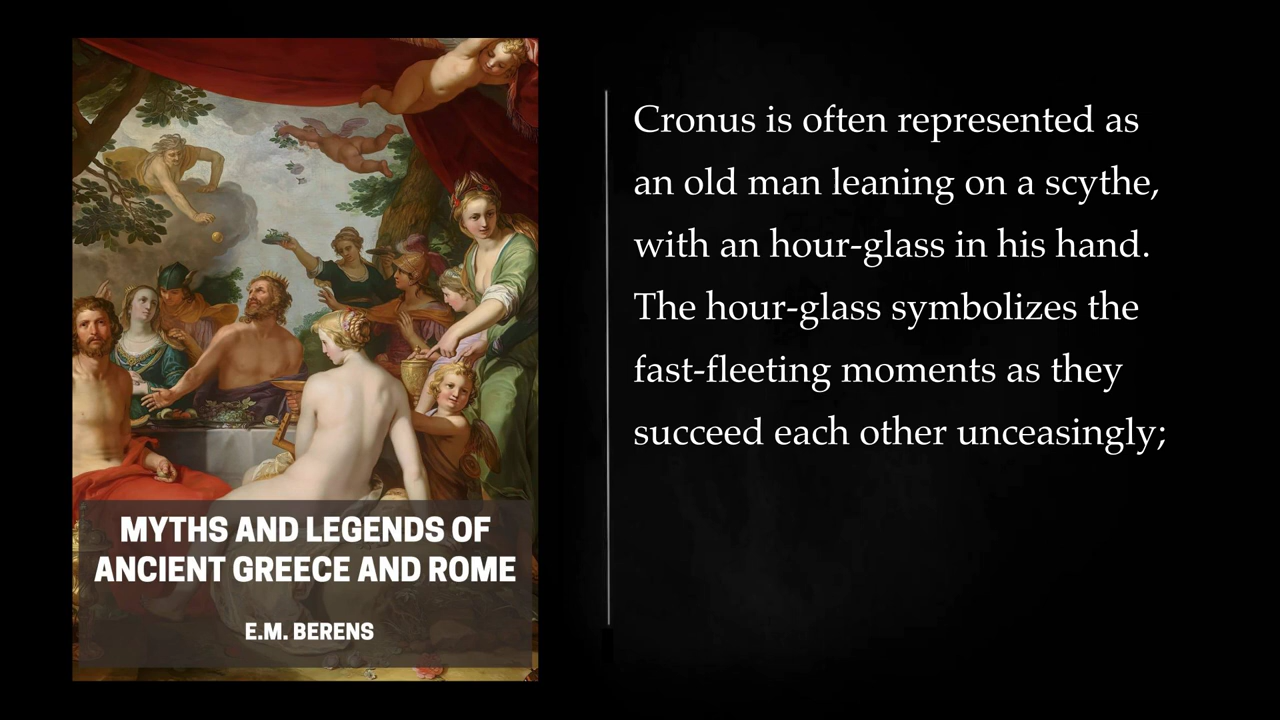 MYTHS AND LEGENDS OF
ANCIENT GREECE AND ROME
E.M. BERENS
Cronus is often represented as
an old man leaning on a scythe,
with an hour-glass in his hand.
The hour-glass symbolizes the
fast-fleeting moments as they
succeed each other unceasingly;